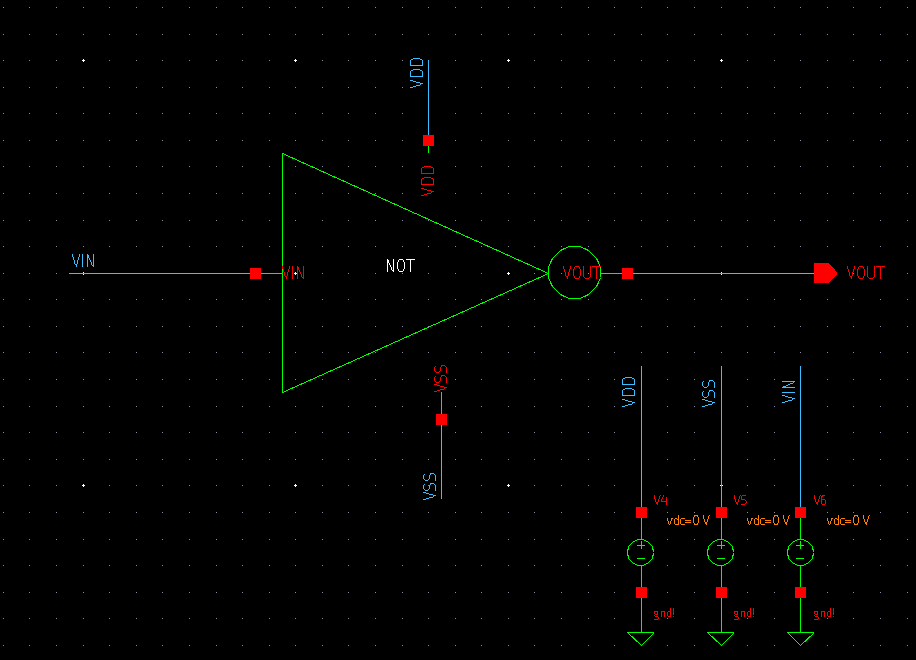 VDD
VDD
VIN
VIN
NOT
VOUT
VOUT
VSS
VSS
VDD
VSS
VIN
V4
V5
V6
vdc=0 V
vdc=0 V
vdc=0 V
gnd!
gnd!
gnd!